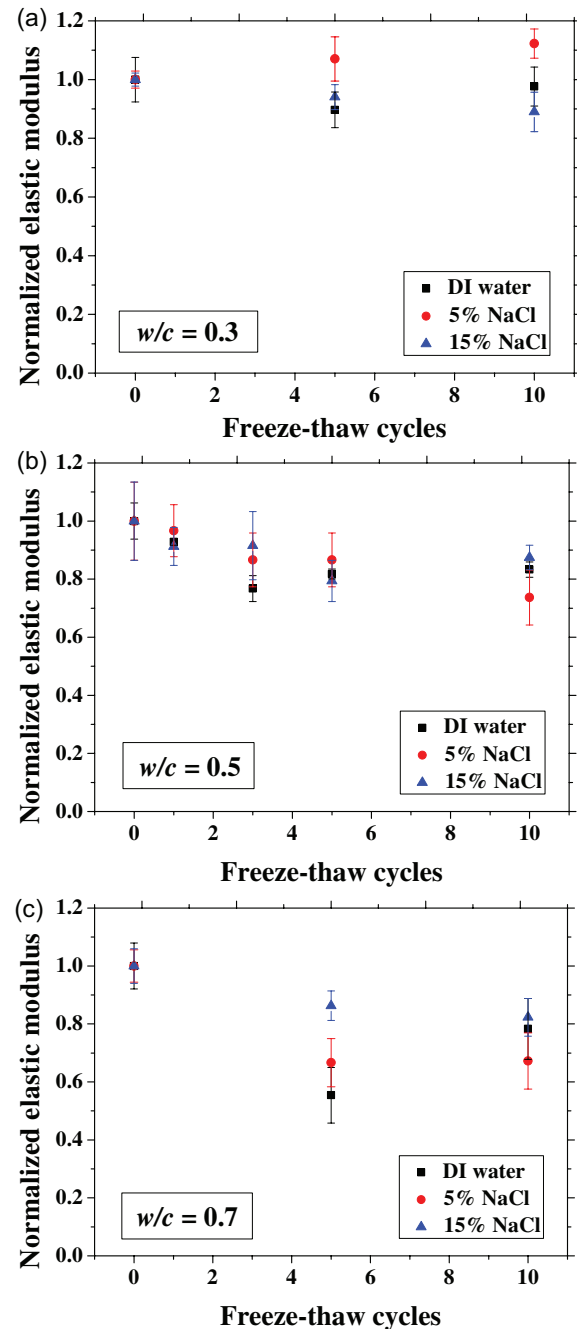 (a)
1.2
1.0
0.8
0.6
0.4
0.2
0.0
Normalized elastic modulus
DI water
5% NaCl
15% NaCl
w/c = 0.3
0 2 4 6 8 10
Freeze-thaw cycles
(b)
1.2
1.0
0.8
0.6
0.4
0.2
0.0
Normalized elastic modulus
DI water
5% NaCl
15% NaCl
w/c = 0.5
0 2 4 6 8 10
Freeze-thaw cycles
(c)
1.2
1.0
0.8
0.6
0.4
0.2
0.0
Normalized elastic modulus
DI water
5% NaCl
15% NaCl
w/c = 0.7
0 2 4 6 8 10
Freeze-thaw cycles